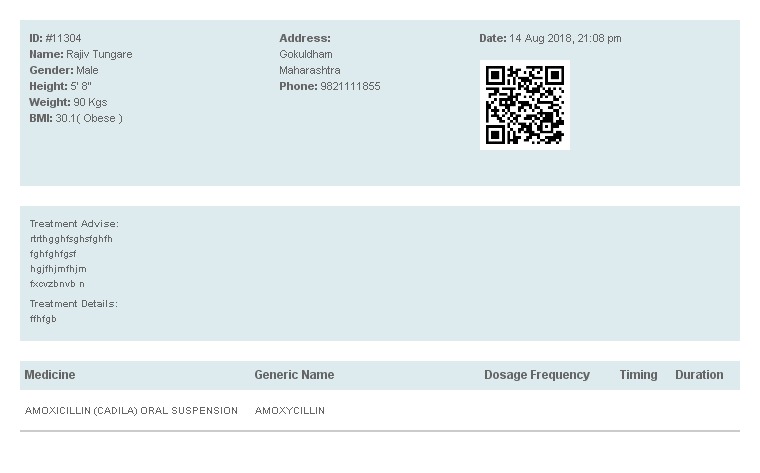 ID: #11304
Name: Rajiv Tungare
Gender: Male
Height: 5' 8"
Weight: 90 Kgs
BMI: 30.1( Obese )
Address:
Gokuldham
Maharashtra
Phone: 9821111855
Date: 14 Aug 2018, 21:08 pm
Treatment Advise:
rtrthgghfsghsfghfh
fghfghfgsf
hgjfhjmfhjm
fxcvzbnvb n
Treatment Details:
ffhfgb
Medicine Generic Name Dosage Frequency Timing Duration
AMOXICILLIN (CADILA) ORAL SUSPENSION AMOXYCILLIN